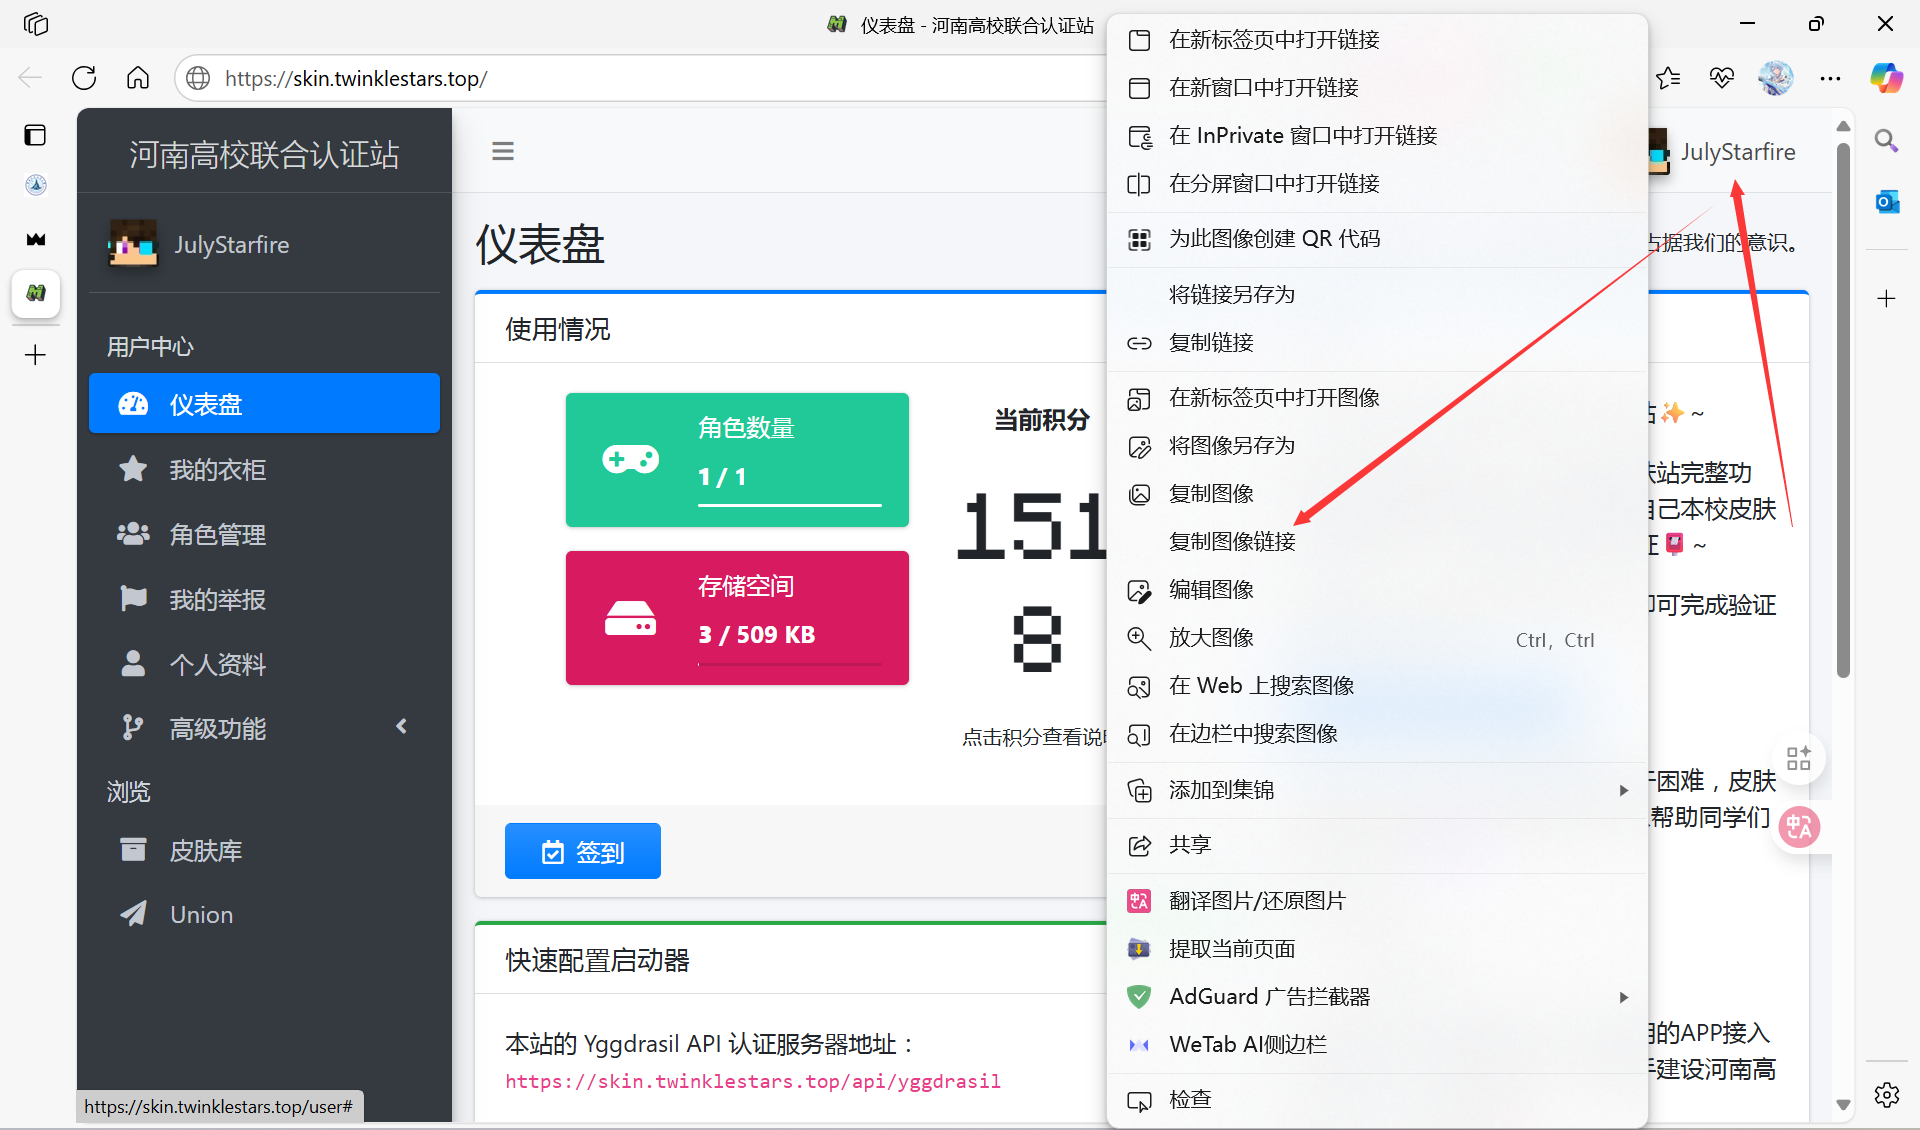 仪表盘 - 河南高校联合认证站
https://skin.twinklestars.top/
河南高校联合认证站
JulyStarfire
用户中心
仪表盘
我的衣柜
角色管理
我的举报
个人资料
高级功能
浏览
皮肤库
Union
https://skin.twinklestars.top/user#
JulyStarfire
仪表盘
占据我们的意识。
使用情况
角色数量
1 / 1
存储空间
3 / 509 KB
当前积分
151
8
点击积分查看说明
签到
快速配置启动器
本站的 Yggdrasil API 认证服务器地址：
https://skin.twinklestars.top/api/yggdrasil
在新标签页中打开链接
在新窗口中打开链接
在 InPrivate 窗口中打开链接
在分屏窗口中打开链接
为此图像创建 QR 代码
将链接另存为
复制链接
在新标签页中打开图像
将图像另存为
复制图像
复制图像链接
编辑图像
放大图像 Ctrl，Ctrl
在 Web 上搜索图像
在边栏中搜索图像
添加到集锦
共享
翻译图片/还原图片
提取当前页面
AdGuard 广告拦截器
WeTab AI侧边栏
检查
站✨ ~
站完整功
自己本校皮肤
证📮 ~
即可完成验证
困难，皮肤
帮助同学们
的APP接入
建设河南高